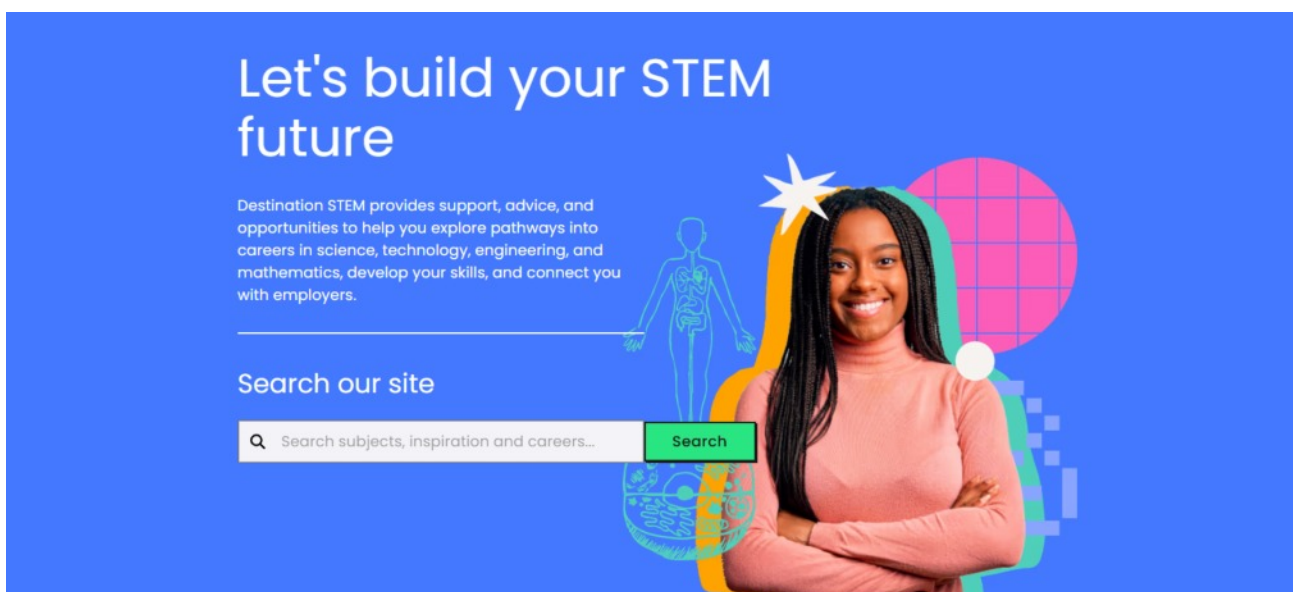 Let's build your STEM
future
Destination STEM provides support, advice, and
opportunities to help you explore pathways into
careers in science, technology, engineering, and
mathematics, develop your skills, and connect you
with employers.
Search our site
Search subjects, inspiration and careers...
Search